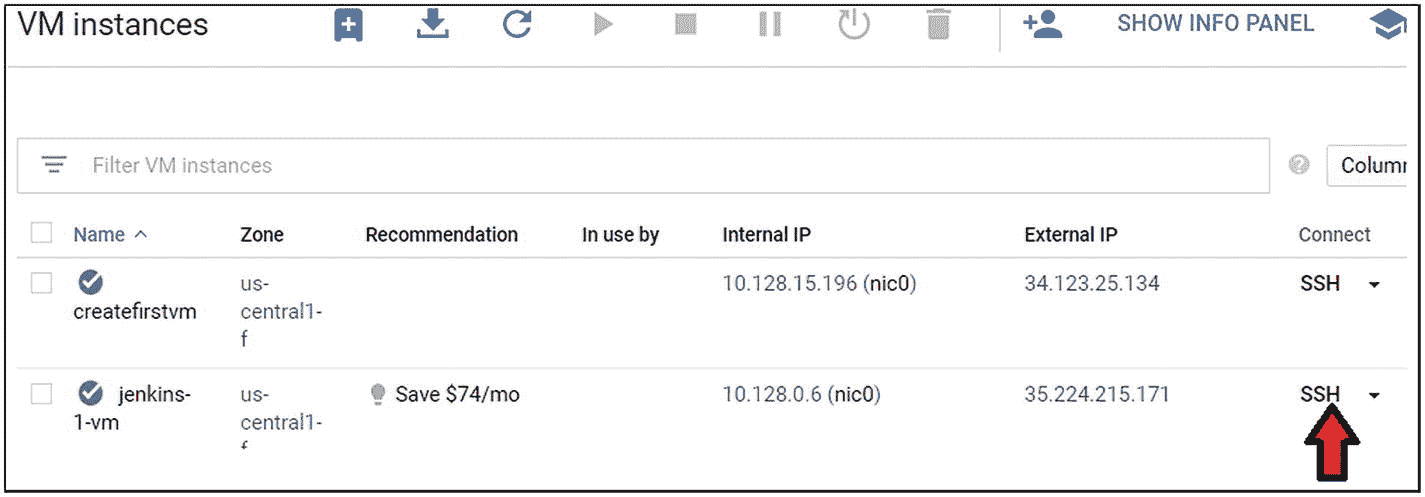 VM instances SHOW INFO PANEL
Filter VM instances Colum
Name Zone Recommendation In use by Internal IP External IP Connect
us- 10.128.15.196 (nic0) 34.123.25.134 SSH
createfirstvm central1-
f
jenkins- us- Save $74/mo 10.128.0.6 (nic0) 35.224.215.171 SSH
1-vm central1-